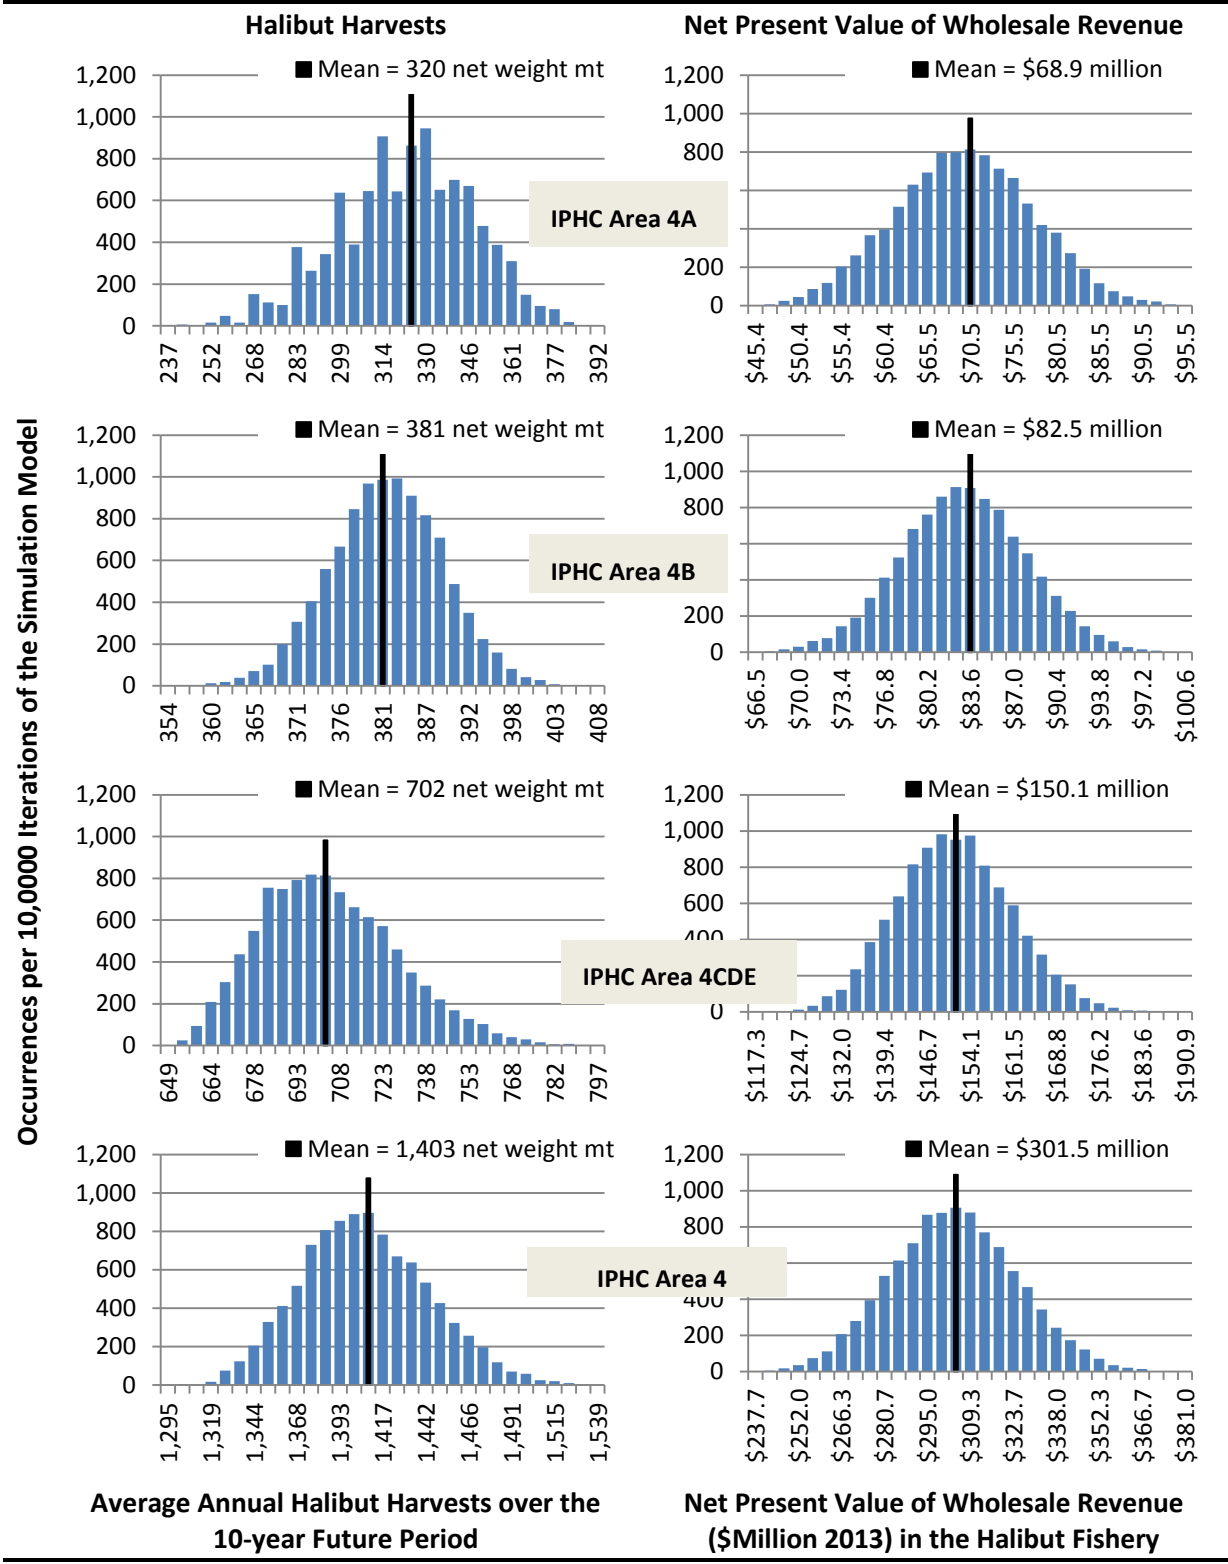 Halibut Harvests
Net Present Value of Wholesale Revenue
Occurrences per 10,0000 Iterations of the Simulation Model
Mean = 320 net weight mt
1,200
1,000
800
600
400
200
0
237 252 268 283 299 314 330 346 361 377 392
IPHC Area 4A
Mean = $68.9 million
1,200
1,000
800
200
0
$45.4 $50.4 $55.4 $60.4 $65.5 $70.5 $75.5 $80.5 $85.5 $90.5 $95.5
Mean = 381 net weight mt
1,200
1,000
800
600
400
200
0
354 360 365 371 376 381 387 392 398 403 408
IPHC Area 4B
Mean = $82.5 million
1,200
1,000
800
200
0
$66.5 $70.0 $73.4 $76.8 $80.2 $83.6 $87.0 $90.4 $93.8 $97.2 $100.6
Mean = 702 net weight mt
1,200
1,000
800
600
400
200
0
649 664 678 693 708 723 738 753 768 782 797
IPHC Area 4CDE
Mean = $150.1 million
1,200
1,000
800
600
400
0
$117.3 $124.7 $132.0 $139.4 $146.7 $154.1 $161.5 $168.8 $176.2 $183.6 $190.9
Mean = 1,403 net weight mt
1,200
1,000
800
600
400
200
0
1,295 1,319 1,344 1,368 1,393 1,417 1,442 1,466 1,491 1,515 1,539
IPHC Area 4
Mean = $301.5 million
1,200
1,000
800
400
200
0
$237.7 $252.0 $266.3 $280.7 $295.0 $309.3 $323.7 $338.0 $352.3 $366.7 $381.0
Average Annual Halibut Harvests over the
10-year Future Period
Net Present Value of Wholesale Revenue
($Million 2013) in the Halibut Fishery